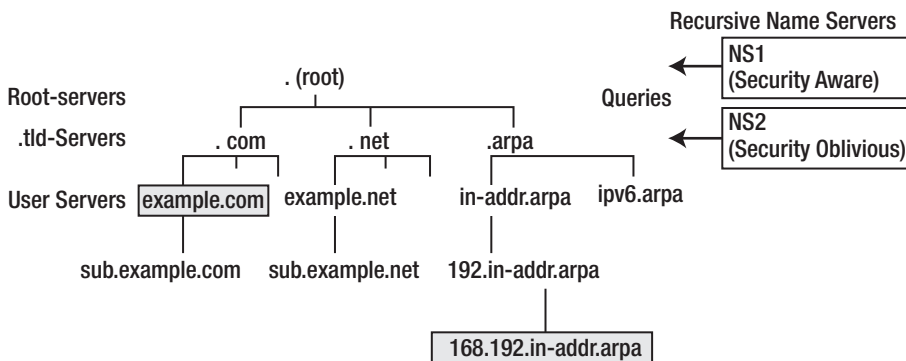 Recursive Name Servers
NS1
(Security Aware)
. (root)
Root-servers
Queries
.tld-Servers
. com
. net
.arpa
NS2
(Security Oblivious)
User Servers
example.com
example.net
in-addr.arpa
ipv6.arpa
sub.example.com
sub.example.net
192.in-addr.arpa
168.192.in-addr.arpa